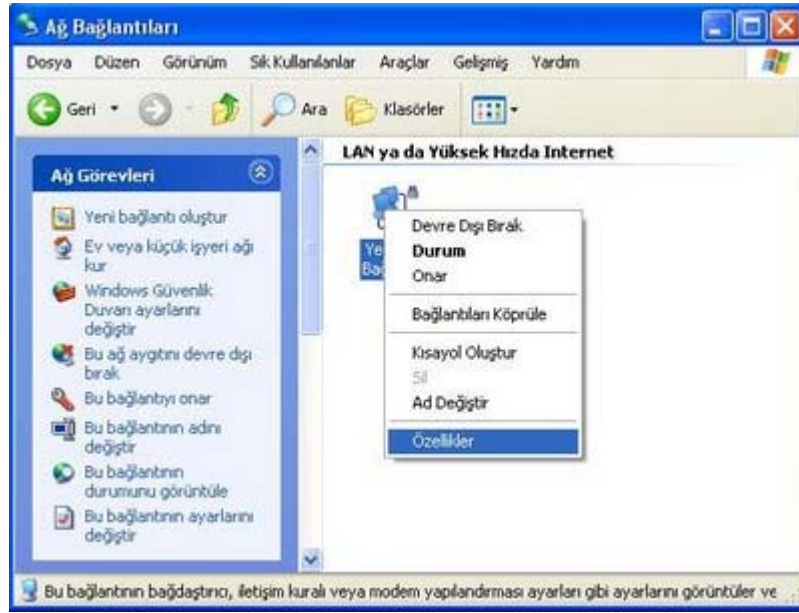 Ağ Bağlantıları
Dosya Düzen Görünüm Sık Kullanılanlar Araçlar Gelişmiş Yardım
Geri Ara Klasörler
Ağ Görevleri
Yeni bağlantı oluştur
Ev veya küçük işyeri ağı
kur
Windows Güvenlik
Duvarı ayarlarını
değiştir
Bu ağ aygıtını devre dışı
bırak
Bu bağlantıyı onar
Bu bağlantının adını
değiştir
Bu bağlantının
durumunu görüntüle
Bu bağlantının ayarlarını
değiştir
LAN ya da Yüksek Hızda Internet
Devre Dışı Bırak
Durum
Onar
Bağlantıları Köprüle
Kısayol Oluştur
Sil
Ad Değiştir
Özellikler
Bu bağlantının bağdaştırıcı, iletişim kuralı veya modem yapılandırması ayarları gibi ayarlarını görüntüler ve